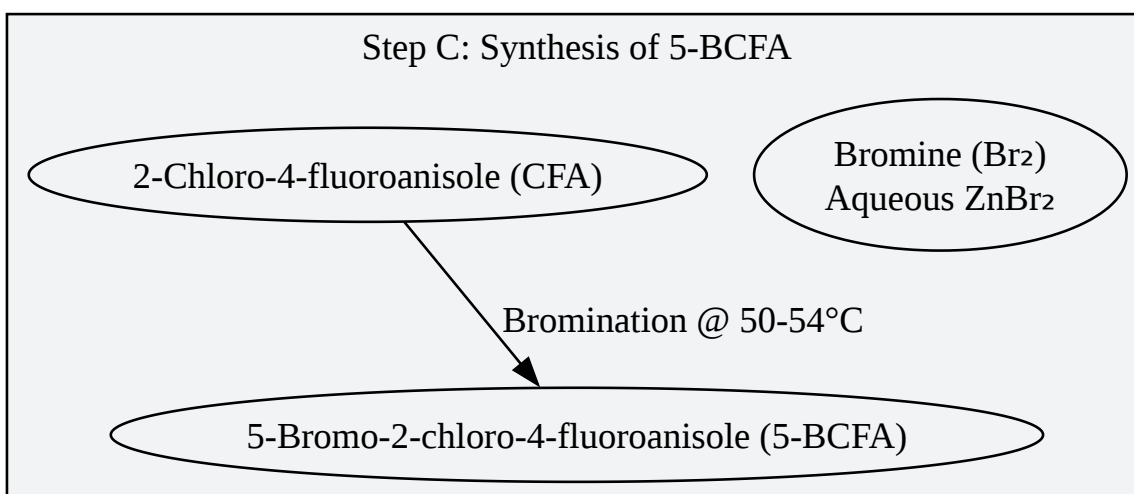 Step C: Synthesis of 5-BCFA
2-Chloro-4-fluoroanisole (CFA)
Bromine (Br₂)
Aqueous ZnBr₂
Bromination @ 50-54°C
5-Bromo-2-chloro-4-fluoroanisole (5-BCFA)